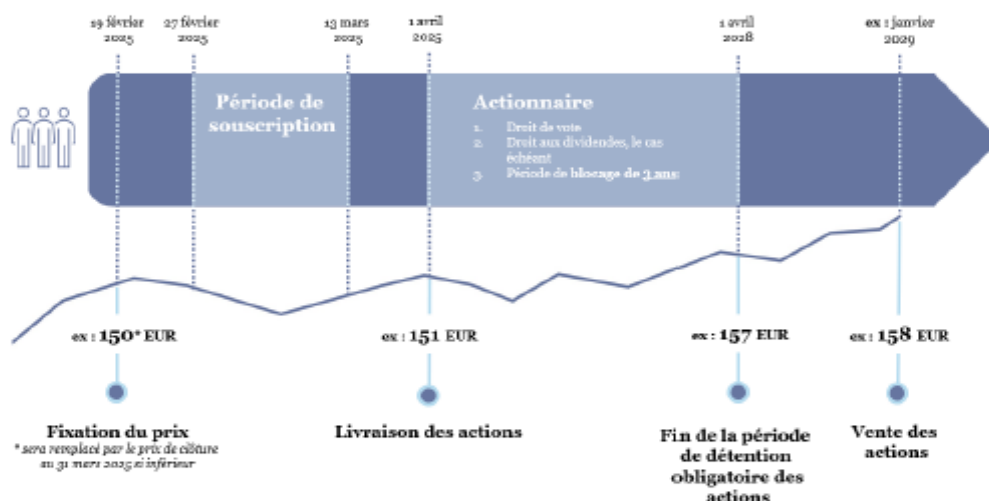 19 février
2025
27 février
2025
13 mars
2025
1 avril
2025
1 avril
2028
ex : janvier
2029
Période de
souscription
Actionnaire
1. Droit de vote
2. Droit aux dividendes, le cas
échéant
3. Période de blocage de 3 ans
ex : 150* EUR
ex : 151 EUR
ex : 157 EUR
ex : 158 EUR
Fixation du prix
* sera remplacé par le prix de clôture
au 31 mars 2025 si inférieur
Livraison des actions
Fin de la période
de détention
obligatoire des
actions
Vente des
actions